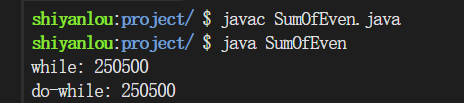 shiyanlou:project/ $ javac SumOfEven.java
shiyanlou:project/ $ java SumOfEven
while: 250500
do-while: 250500